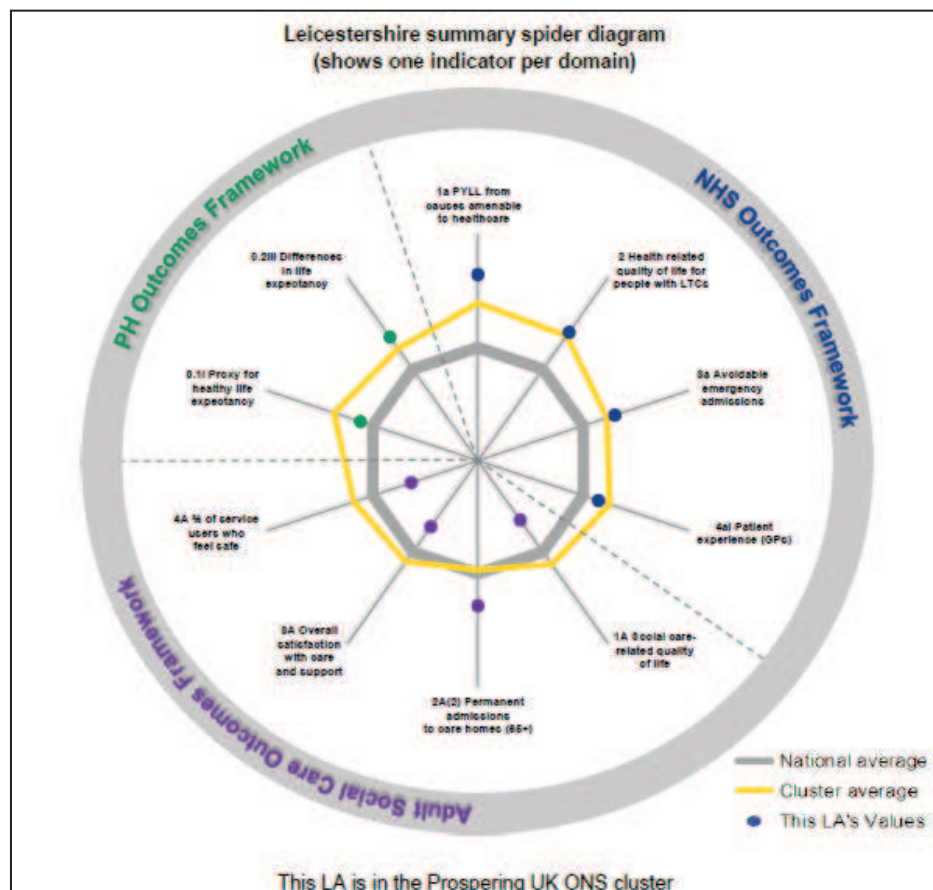 Leicestershire summary spider diagram
(shows one indicator per domain)
PH Outcomes Framework
NHS Outcomes Framework
1a PYLL from
causes amenable
to healthcare
0.2iii Differences
in life
expectancy
2 Health related
quality of life for
people with LTCs
0.1i Proxy for
healthy life
expectancy
3a Avoidable
emergency
admissions
4A % of service
users who
feel safe
4ai Patient
experience (GPs)
3A Overall
satisfaction
with care
and support
1A Social care-
related quality
of life
2A(2) Permanent
admissions
to care homes (65+)
Adult Social Care Outcomes Framework
National average
Cluster average
This LA's Values
This LA is in the Prospering UK ONS cluster